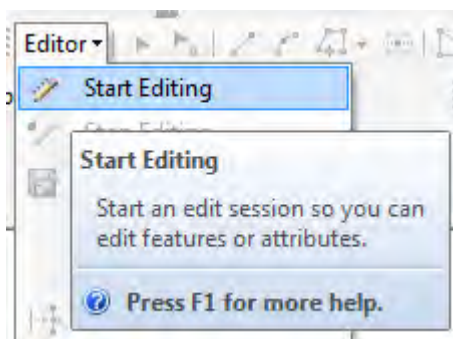 Editor
Start Editing
Start Editing
Start an edit session so you can
edit features or attributes.
Press F1 for more help.